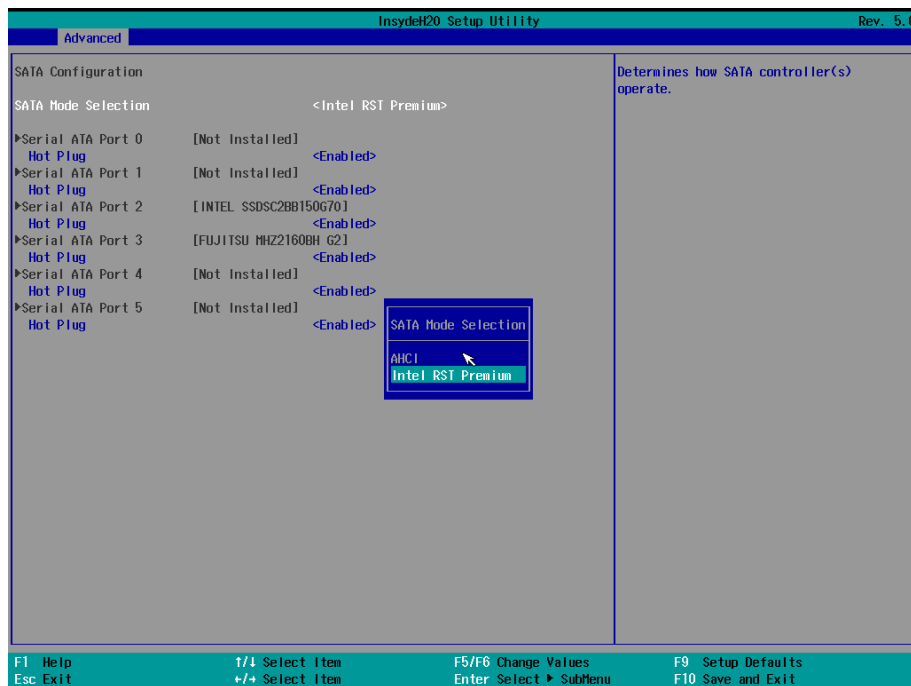 InsydeH20 Setup Utility Rev. 5.0
Advanced
SATA Configuration
Determines how SATA controller(s)
operate.
SATA Mode Selection <Intel RST Premium>
▶Serial ATA Port 0 [Not Installed]
Hot Plug <Enabled>
▶Serial ATA Port 1 [Not Installed]
Hot Plug <Enabled>
▶Serial ATA Port 2 [INTEL SSDSC2BB150G70]
Hot Plug <Enabled>
▶Serial ATA Port 3 [FUJITSU MHZ2160BH G2]
Hot Plug <Enabled>
▶Serial ATA Port 4 [Not Installed]
Hot Plug <Enabled>
▶Serial ATA Port 5 [Not Installed]
Hot Plug <Enabled>
SATA Mode Selection
AHCI
Intel RST Premium
F1 Help ↑/↓ Select Item F5/F6 Change Values F9 Setup Defaults
Esc Exit ←/→ Select Item Enter Select ▶ SubMenu F10 Save and Exit